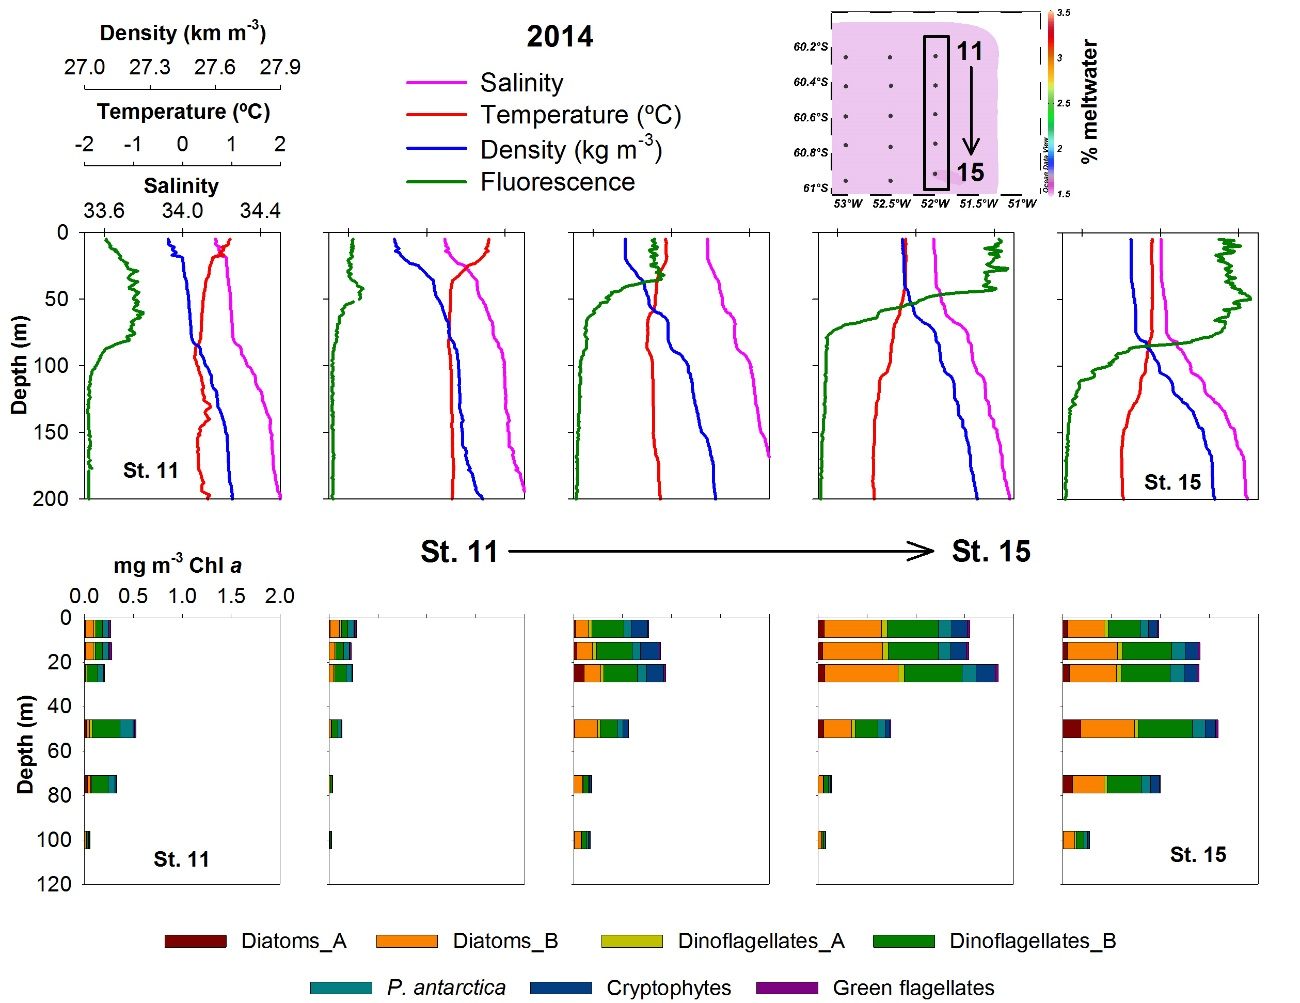 Density (km m-3)
27.0 27.3 27.6 27.9
Temperature (ºC)
-2 -1 0 1 2
Salinity
33.6 34.0 34.4
2014
Salinity
Temperature (ºC)
Density (kg m-3)
Fluorescence
60.2°S
60.4°S
60.6°S
60.8°S
61°S
53°W 52.5°W 52°W 51.5°W 51°W
11
15
Ocean Data View
3.5
3
2.5
2
1.5
% meltwater
Depth (m)
0
50
100
150
200
St. 11
St. 15
St. 11 St. 15
mg m-3 Chl a
0.0 0.5 1.0 1.5 2.0
Depth (m)
0
20
40
60
80
100
120
St. 11
St. 15
Diatoms_A Diatoms_B Dinoflagellates_A Dinoflagellates_B
P. antarctica Cryptophytes Green flagellates